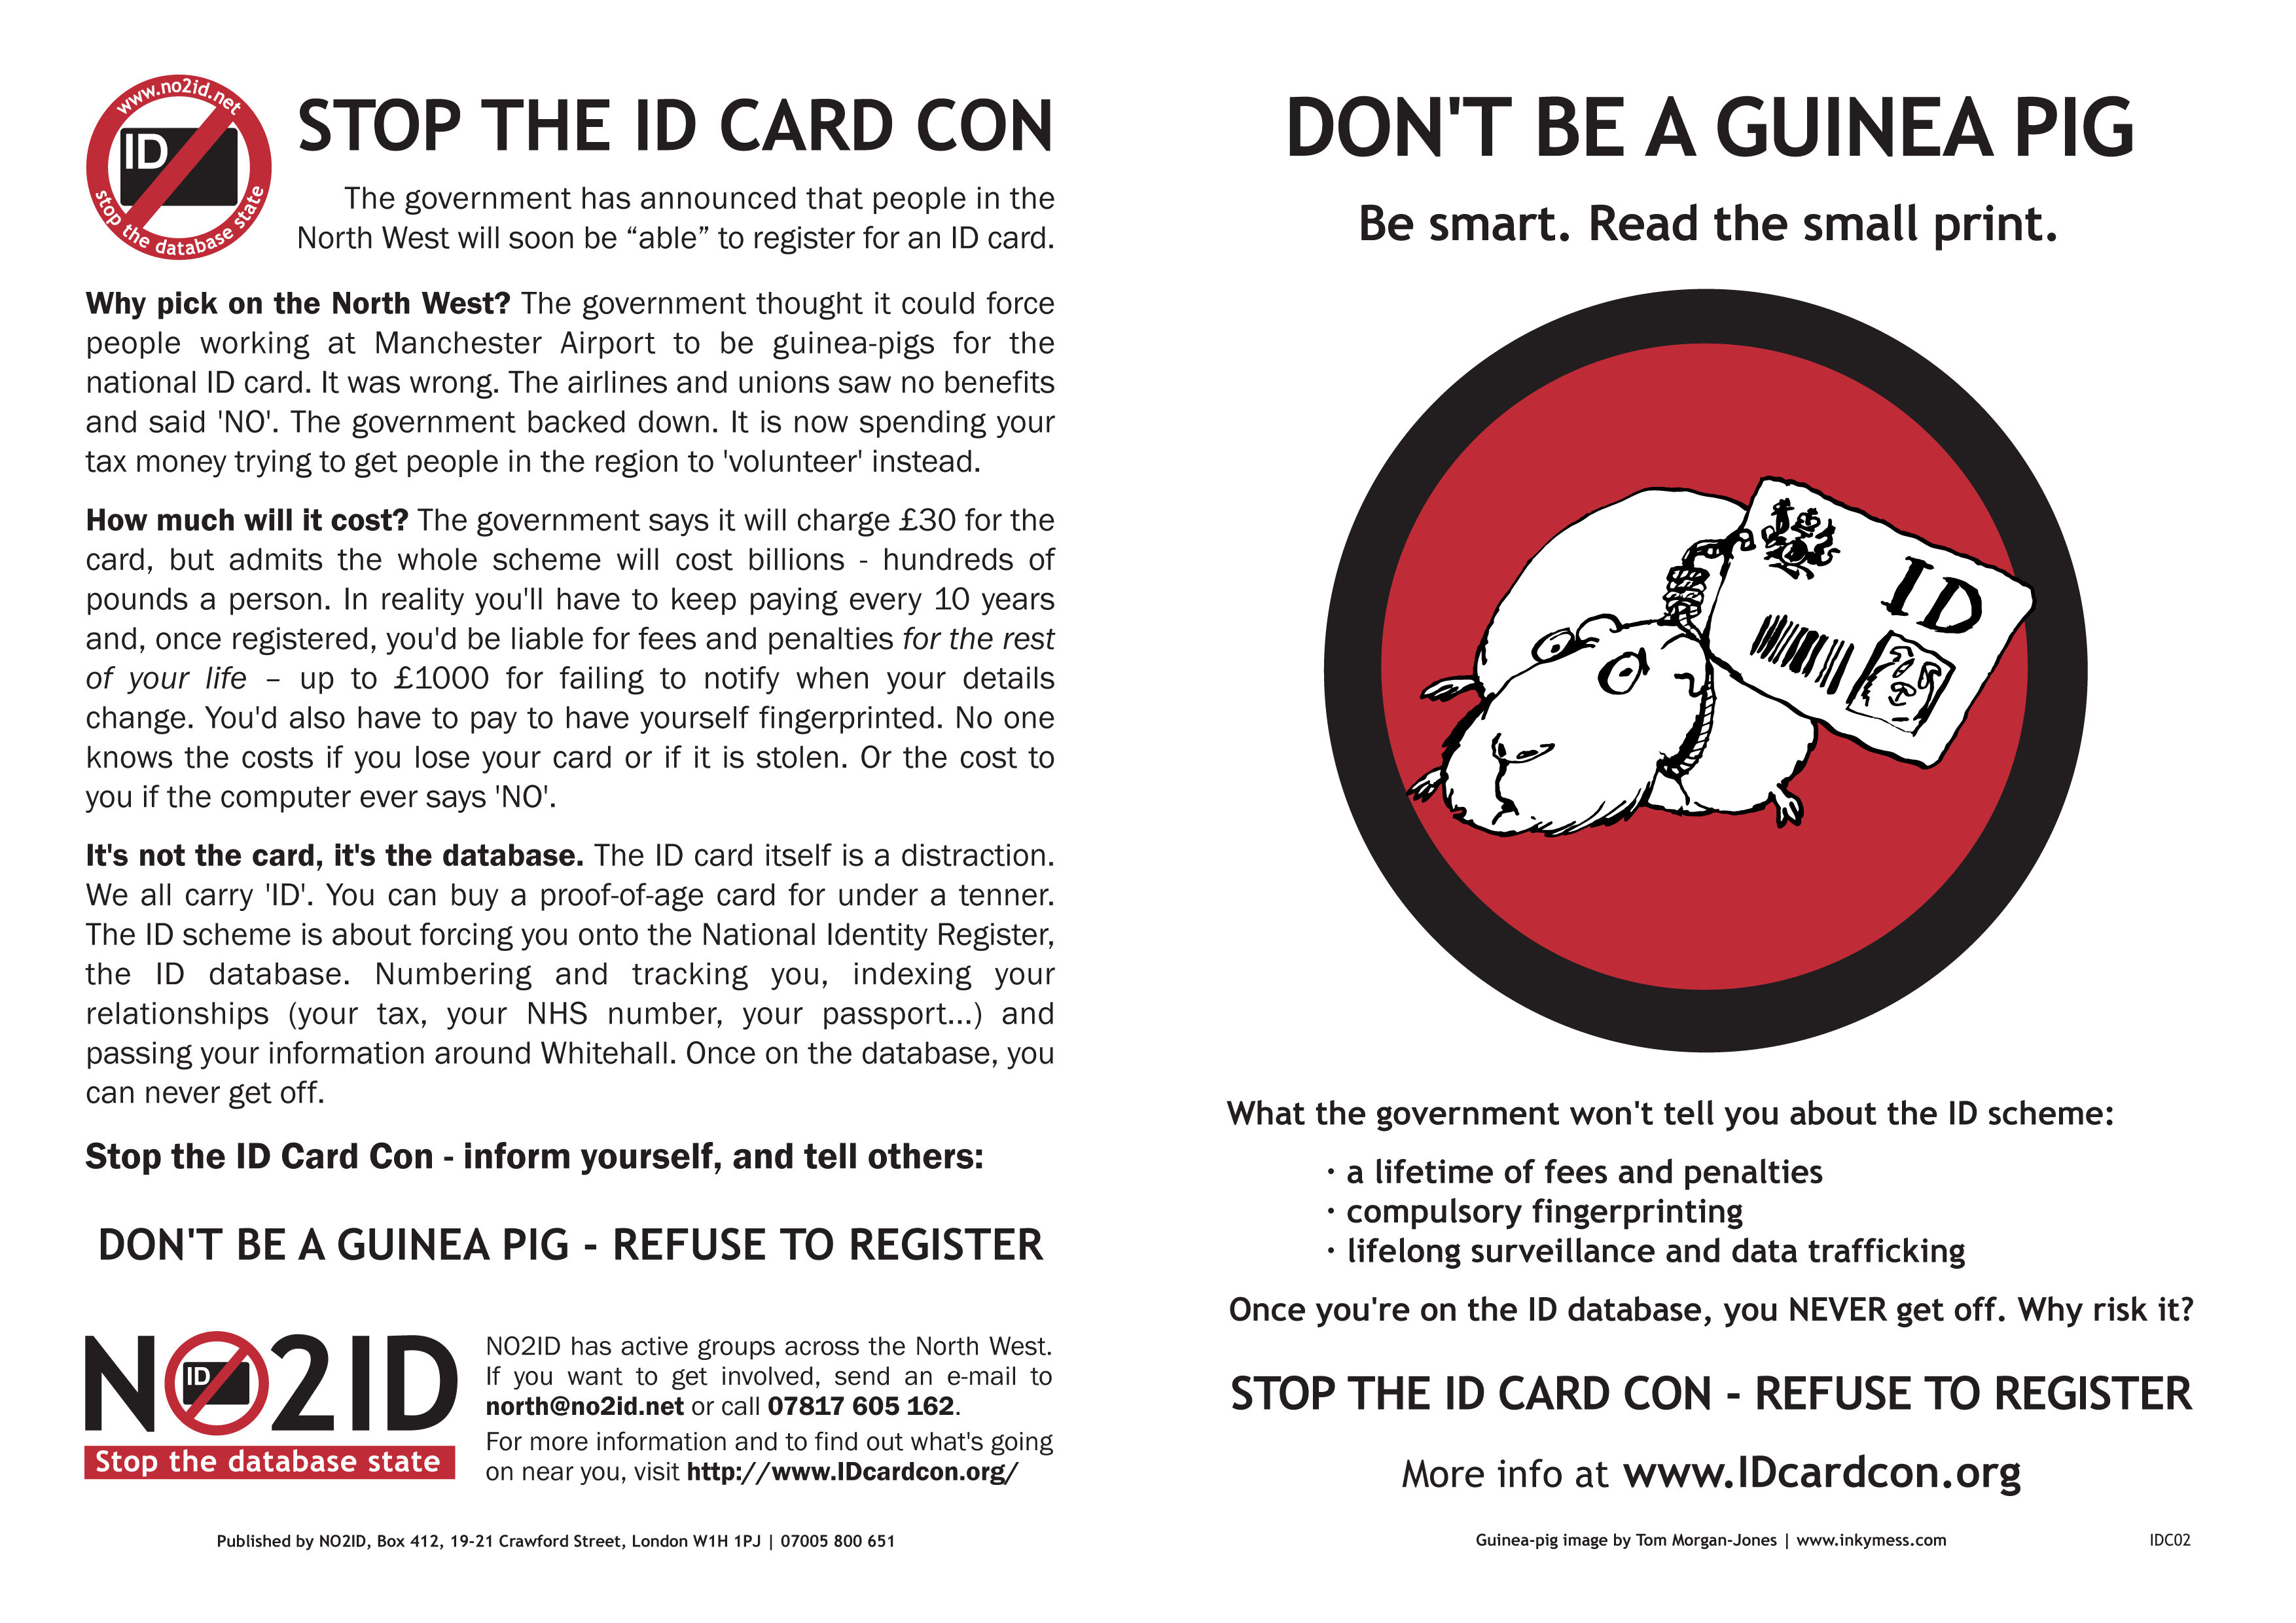 www.no2id.net
ID
stop the database state
STOP THE ID CARD CON
The government has announced that people in the
North West will soon be “able” to register for an ID card.
Why pick on the North West? The government thought it could force
people working at Manchester Airport to be guinea-pigs for the
national ID card. It was wrong. The airlines and unions saw no benefits
and said 'NO'. The government backed down. It is now spending your
tax money trying to get people in the region to 'volunteer' instead.
How much will it cost? The government says it will charge £30 for the
card, but admits the whole scheme will cost billions - hundreds of
pounds a person. In reality you'll have to keep paying every 10 years
and, once registered, you'd be liable for fees and penalties for the rest
of your life – up to £1000 for failing to notify when your details
change. You'd also have to pay to have yourself fingerprinted. No one
knows the costs if you lose your card or if it is stolen. Or the cost to
you if the computer ever says 'NO'.
It's not the card, it's the database. The ID card itself is a distraction.
We all carry 'ID'. You can buy a proof-of-age card for under a tenner.
The ID scheme is about forcing you onto the National Identity Register,
the ID database. Numbering and tracking you, indexing your
relationships (your tax, your NHS number, your passport...) and
passing your information around Whitehall. Once on the database, you
can never get off.
Stop the ID Card Con - inform yourself, and tell others:
DON'T BE A GUINEA PIG - REFUSE TO REGISTER
NO2ID
ID
Stop the database state
NO2ID has active groups across the North West.
If you want to get involved, send an e-mail to
north@no2id.net or call 07817 605 162.
For more information and to find out what's going
on near you, visit http://www.IDcardcon.org/
Published by NO2ID, Box 412, 19-21 Crawford Street, London W1H 1PJ | 07005 800 651
DON'T BE A GUINEA PIG
Be smart. Read the small print.
ID
What the government won't tell you about the ID scheme:
· a lifetime of fees and penalties
· compulsory fingerprinting
· lifelong surveillance and data trafficking
Once you're on the ID database, you NEVER get off. Why risk it?
STOP THE ID CARD CON - REFUSE TO REGISTER
More info at www.IDcardcon.org
Guinea-pig image by Tom Morgan-Jones | www.inkymess.com
IDC02